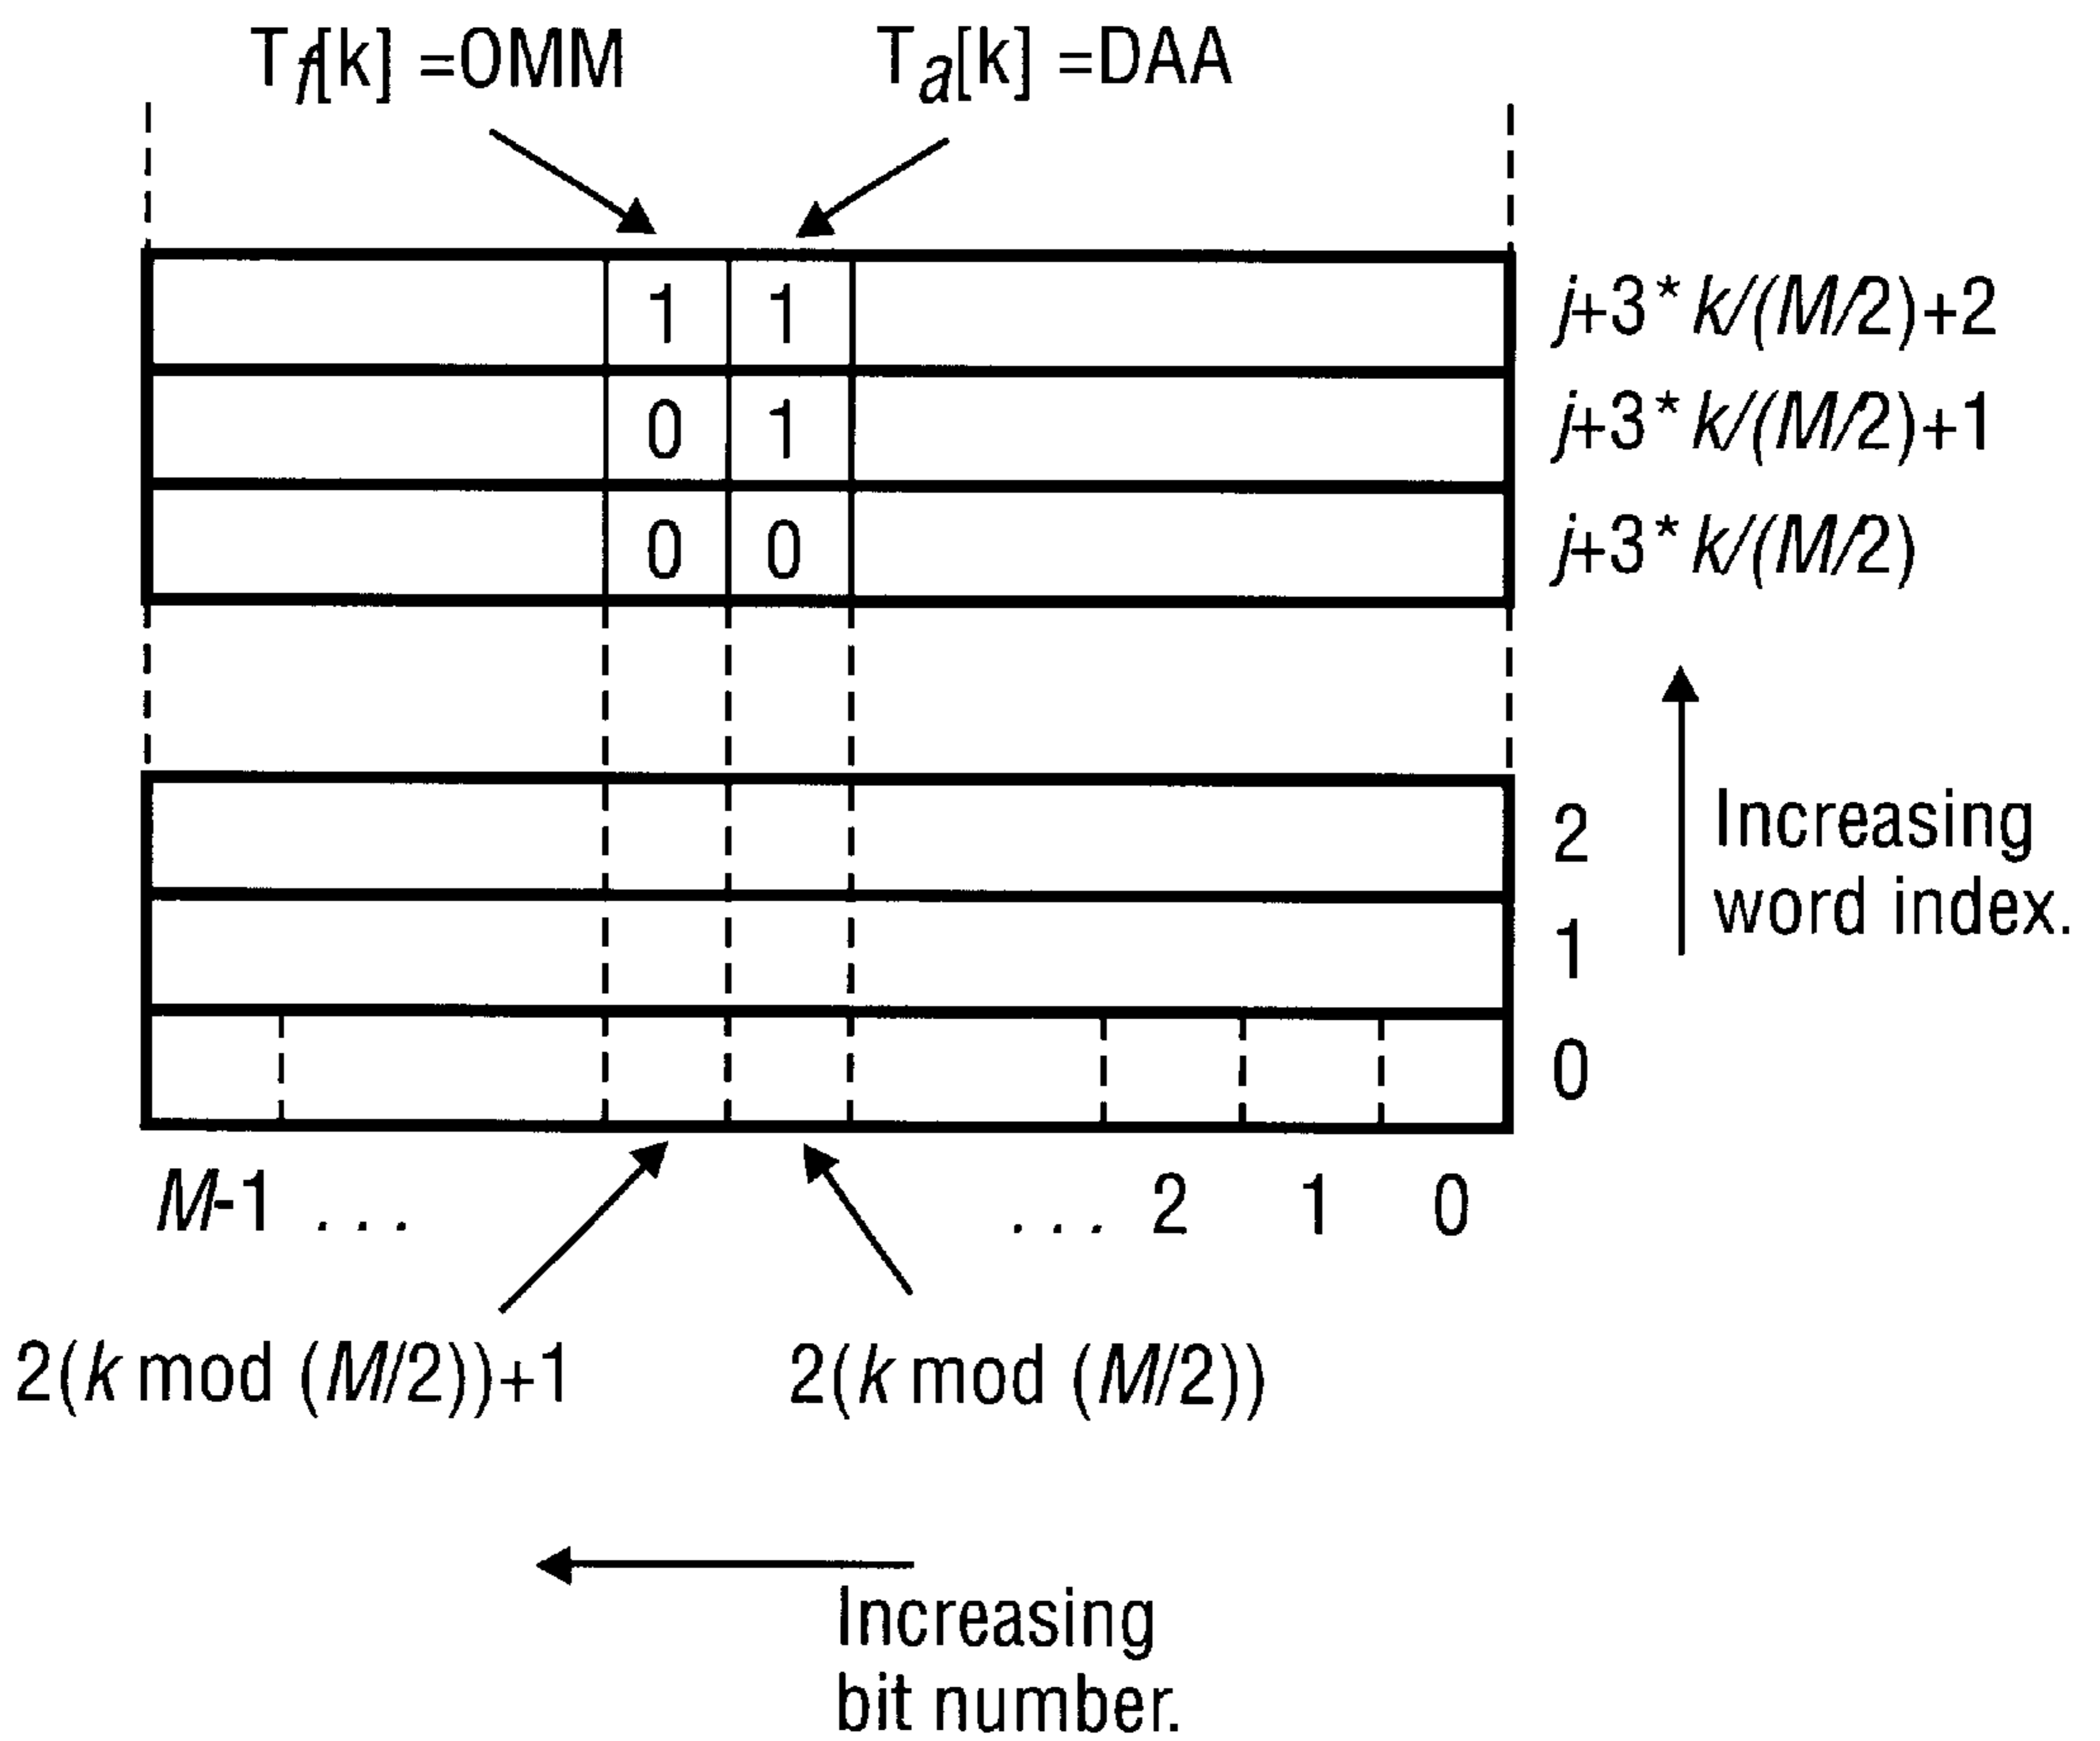 Tf[k] =OMM Ta[k] =DAA
1 1 j+3*k/(M/2)+2
0 1 j+3*k/(M/2)+1
0 0 j+3*k/(M/2)
2
1
0
Increasing
word index.
M-1 ... ... 2 1 0
2(k mod (M/2))+1 2(k mod (M/2))
Increasing
bit number.